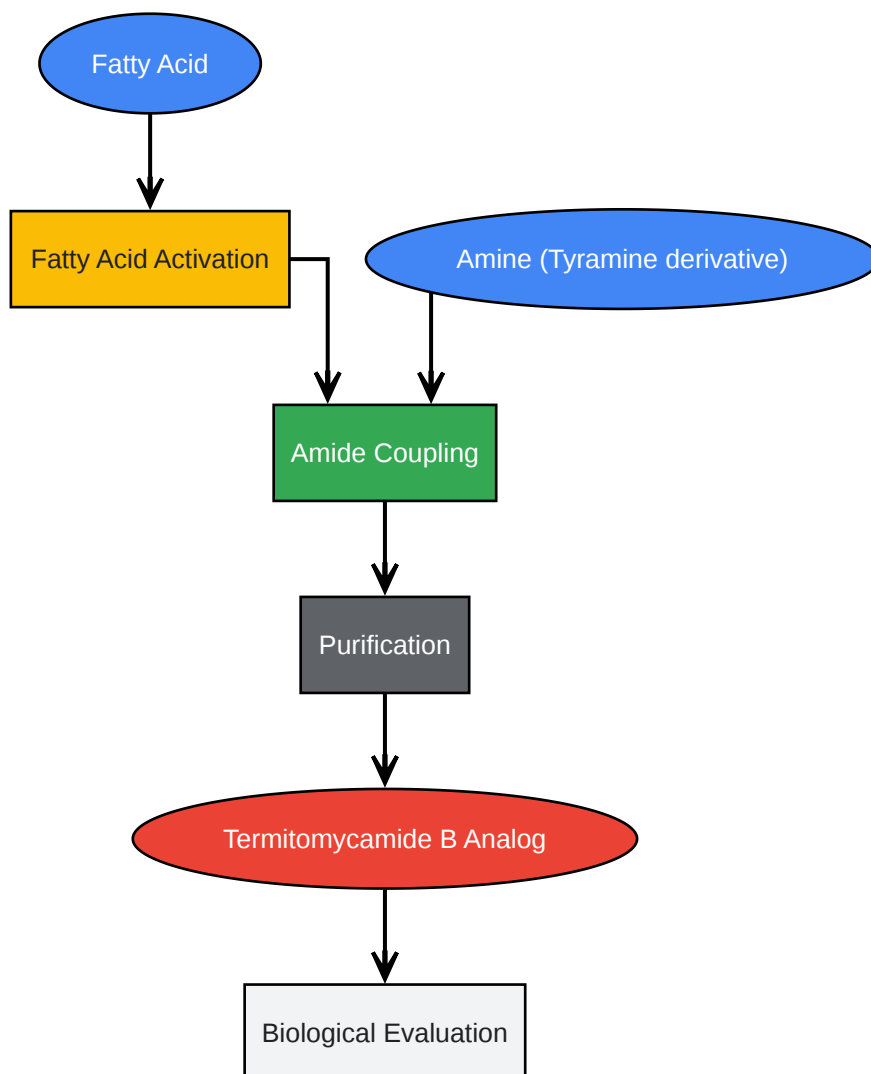 Fatty Acid
Fatty Acid Activation
Amine (Tyramine derivative)
Amide Coupling
Purification
Termitomycamide B Analog
Biological Evaluation